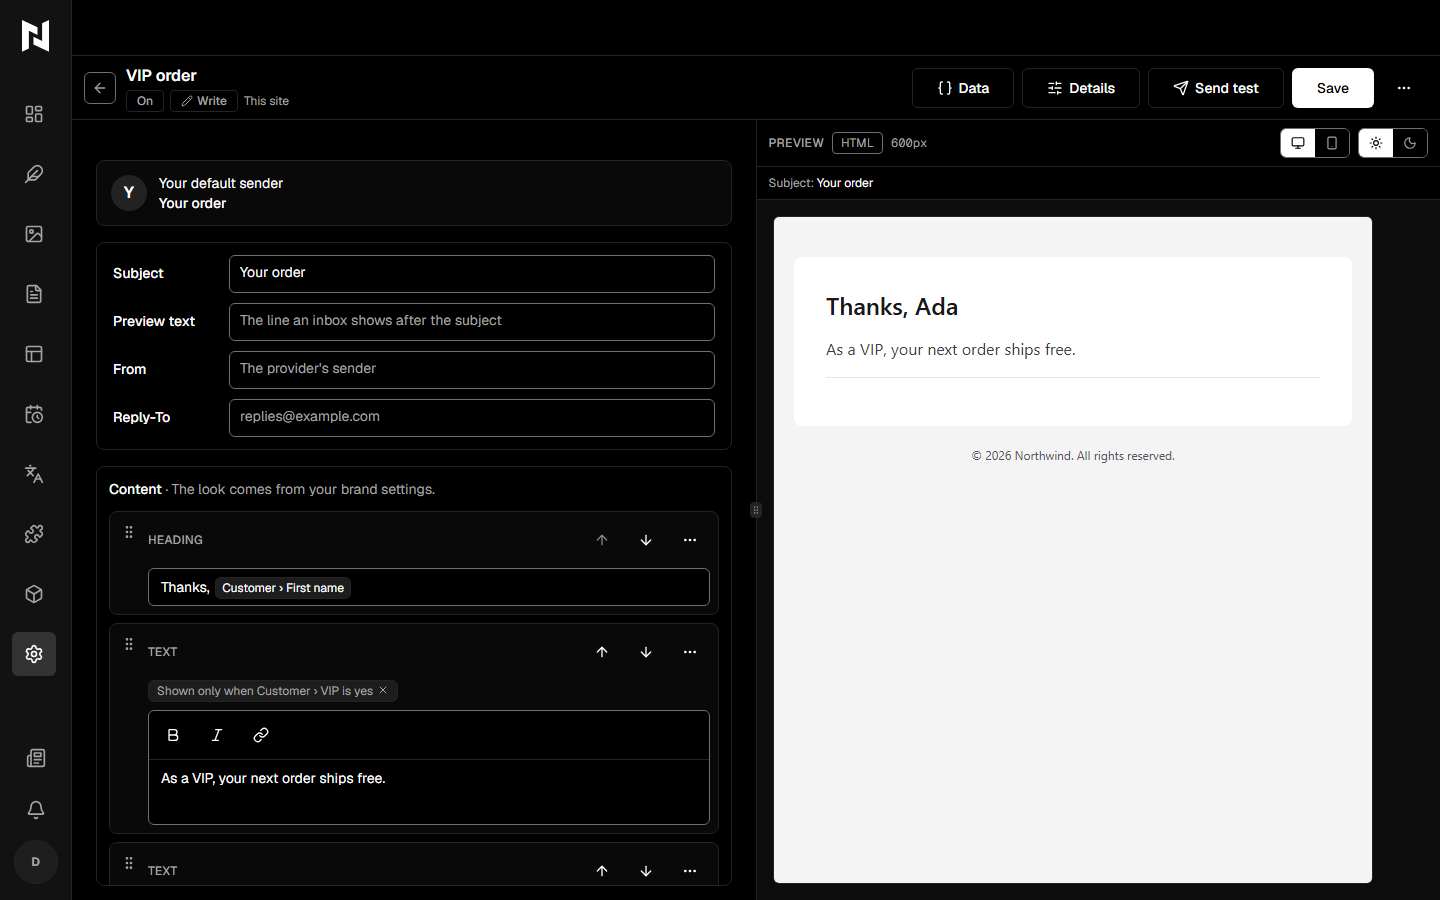 VIP order
On
Write
This site
Data
Details
Send test
Save
Y
Your default sender
Your order
Subject
Your order
Preview text
The line an inbox shows after the subject
From
The provider's sender
Reply-To
replies@example.com
Content · The look comes from your brand settings.
HEADING
Thanks, Customer › First name
TEXT
Shown only when Customer › VIP is yes
B I
As a VIP, your next order ships free.
TEXT
D
PREVIEW HTML 600px
Subject: Your order
Thanks, Ada
As a VIP, your next order ships free.
© 2026 Northwind. All rights reserved.